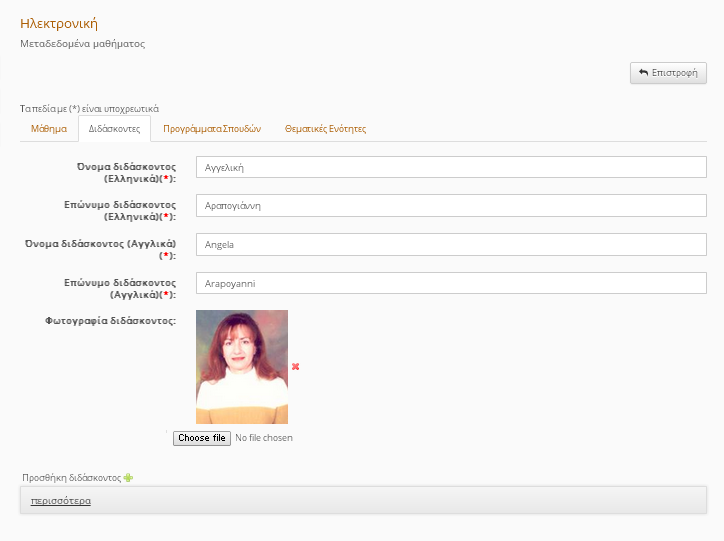 Ηλεκτρονική
Μεταδεδομένα μαθήματος
Επιστροφή
Τα πεδία με (*) είναι υποχρεωτικά
Μάθημα Διδάσκοντες Προγράμματα Σπουδών Θεματικές Ενότητες
Όνομα διδάσκοντος
(Ελληνικά)(*):
Αγγελική
Επώνυμο διδάσκοντος
(Ελληνικά)(*):
Αραπογιάννη
Όνομα διδάσκοντος (Αγγλικά)
(*):
Angela
Επώνυμο διδάσκοντος
(Αγγλικά)(*):
Arapoyanni
Φωτογραφία διδάσκοντος:
Choose file No file chosen
Προσθήκη διδάσκοντος
περισσότερα